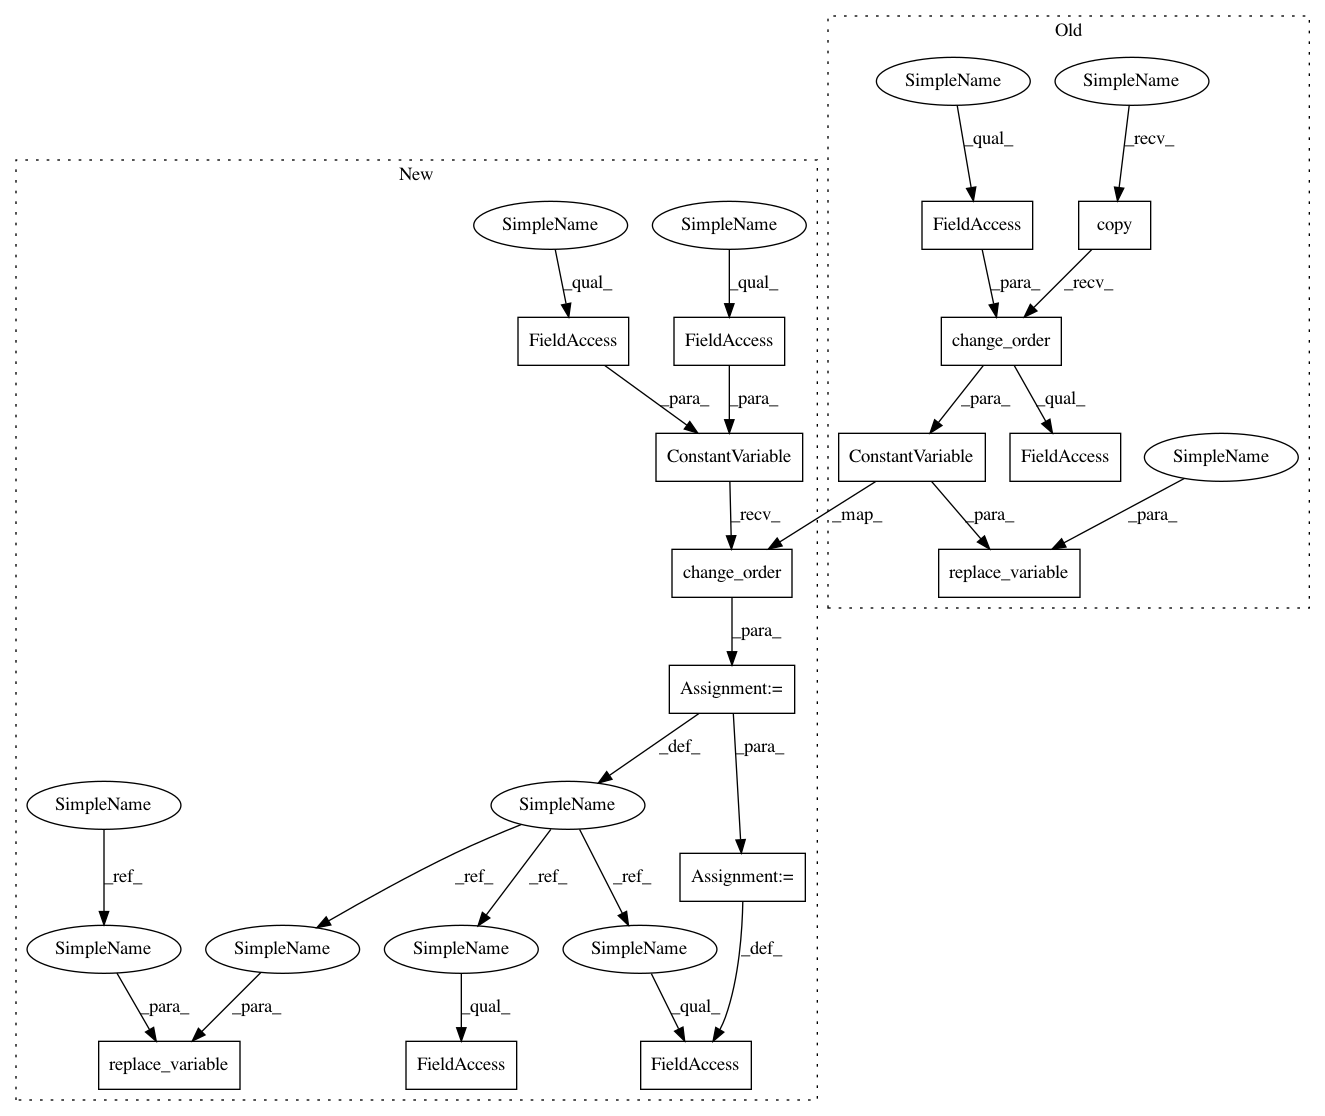 Old
SimpleName
SimpleName
_qual_
_recv_
New
SimpleName
SimpleName
FieldAccess
copy
_qual_
_qual_
_para_
_recv_
FieldAccess
FieldAccess
change_order
_para_
_para_
_para_
_qual_
ConstantVariable
ConstantVariable
FieldAccess
SimpleName
_recv_
_map_
_para_
_para_
change_order
replace_variable
_para_
Assignment:=
_def_
_para_
SimpleName
SimpleName
_ref_
_ref_
_ref_
_ref_
Assignment:=
SimpleName
SimpleName
SimpleName
SimpleName
_def_
_para_
_para_
_qual_
_qual_
replace_variable
FieldAccess
FieldAccess